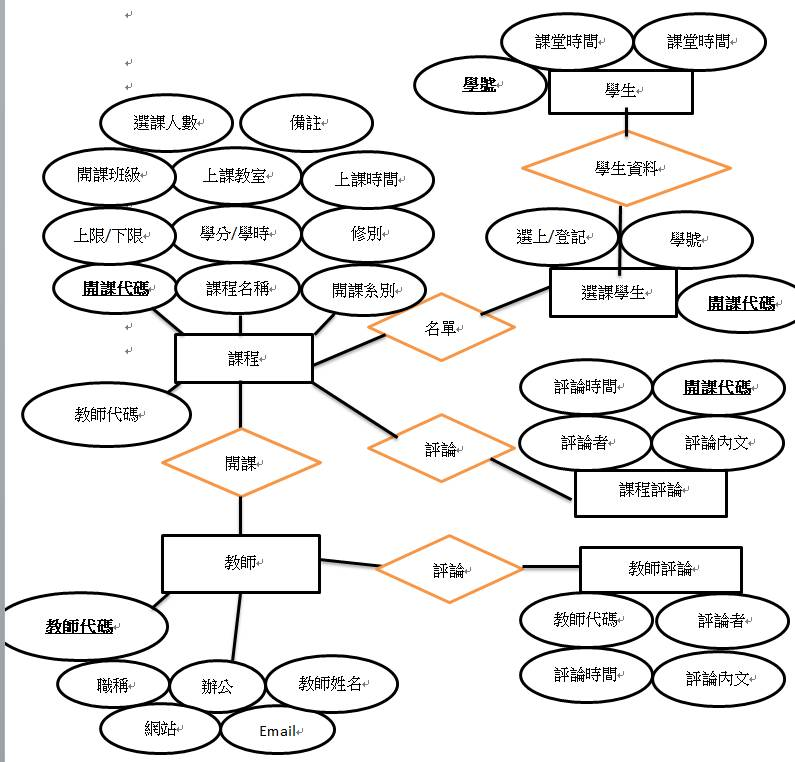 課堂時間
課堂時間
學號
學生
選課人數
備註
學生資料
開課班級
上課教室
上課時間
上限/下限
學分/學時
修別
選上/登記
學號
開課代碼
課程名稱
開課系別
選課學生
開課代碼
名單
課程
評論時間
開課代碼
教師代碼
評論者
評論內文
開課
評論
課程評論
教師
評論
教師評論
教師代碼
教師代碼
評論者
職稱
辦公
教師姓名
評論時間
評論內文
網站
Email